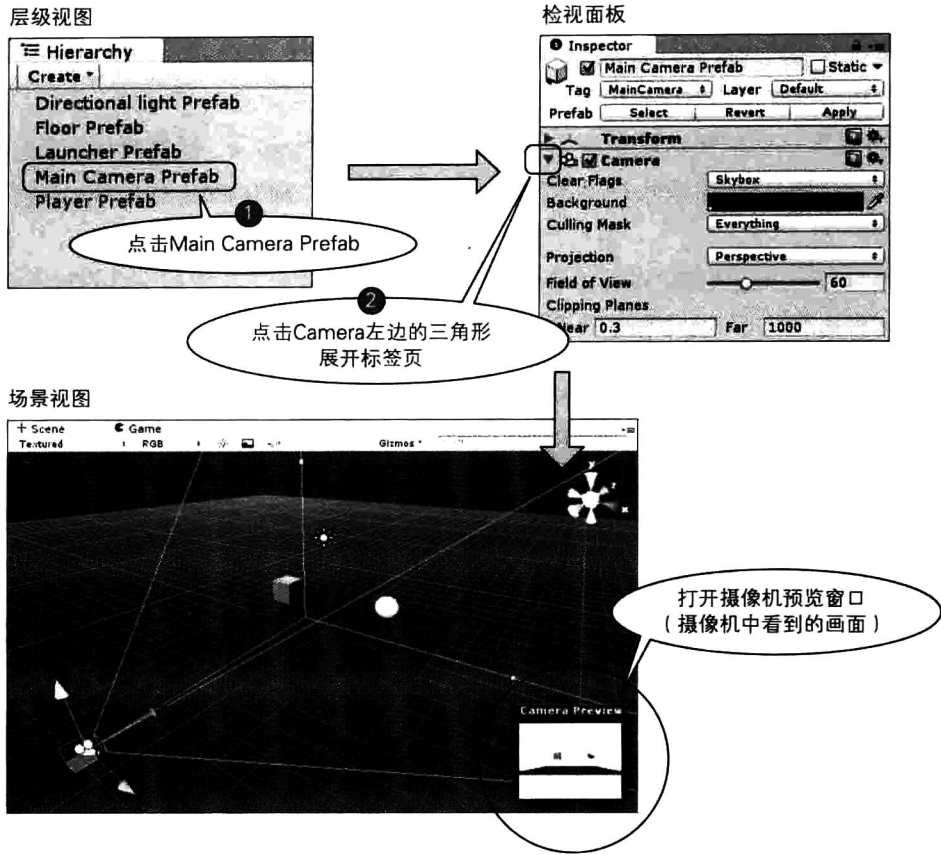 层级视图
Hierarchy
Create
Directional light Prefab
Floor Prefab
Launcher Prefab
Main Camera Prefab
Player Prefab
1
点击Main Camera Prefab
检视面板
Inspector
Main Camera Prefab
Static
Tag MainCamera Layer Default
Prefab Select Revert Apply
Transform
Camera
Clear Flags Skybox
Background
Culling Mask Everything
Projection Perspective
Field of View 60
Clipping Planes
Near 0.3 Far 1000
2
点击Camera左边的三角形
展开标签页
场景视图
Scene Game
Textured RGB Gizmos
y
z
x
打开摄像机预览窗口
(摄像机中看到的画面)
Camera Preview